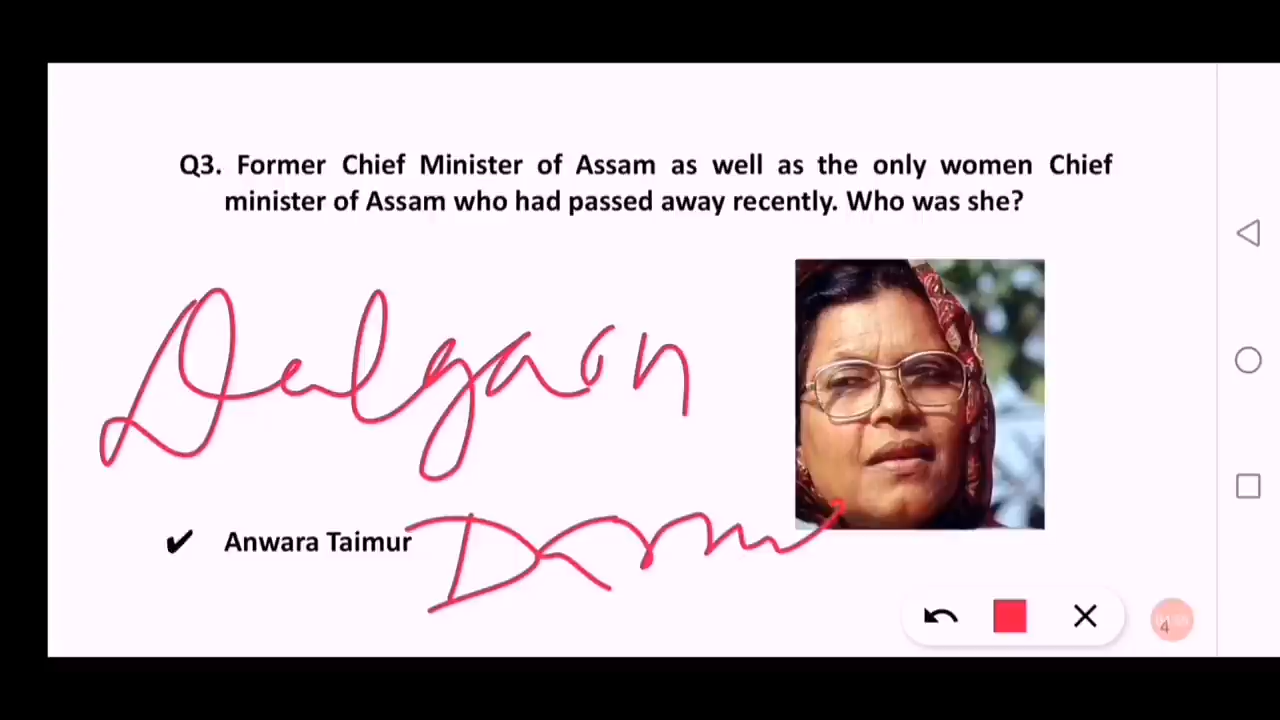 Q3. Former Chief Minister of Assam as well as the only women Chief
minister of Assam who had passed away recently. Who was she?
Dalgaon
✔ Anwara Taimur
4